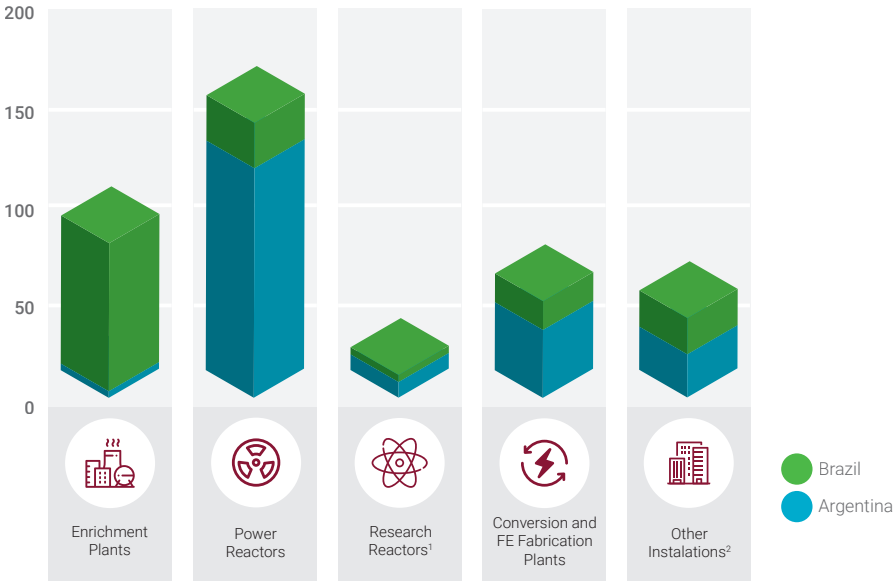 200
150
100
50
0
Enrichment
Plants
Power
Reactors
Research
Reactors¹
Conversion and
FE Fabrication
Plants
Other
Instalations²
Brazil
Argentina